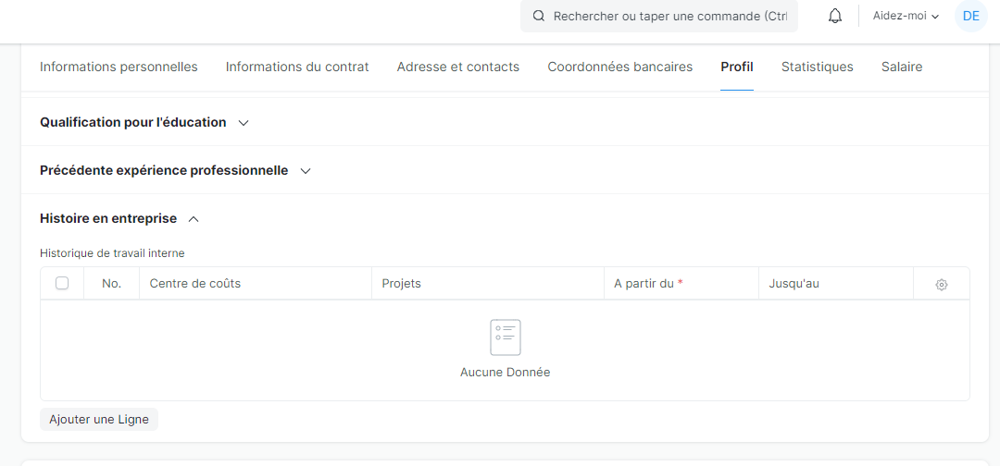 Rechercher ou taper une commande (Ctrl
Aidez-moi
DE
Informations personnelles
Informations du contrat
Adresse et contacts
Coordonnées bancaires
Profil
Statistiques
Salaire
Qualification pour l'éducation
Précédente expérience professionnelle
Histoire en entreprise
Historique de travail interne
No.
Centre de coûts
Projets
A partir du *
Jusqu'au
Aucune Donnée
Ajouter une Ligne